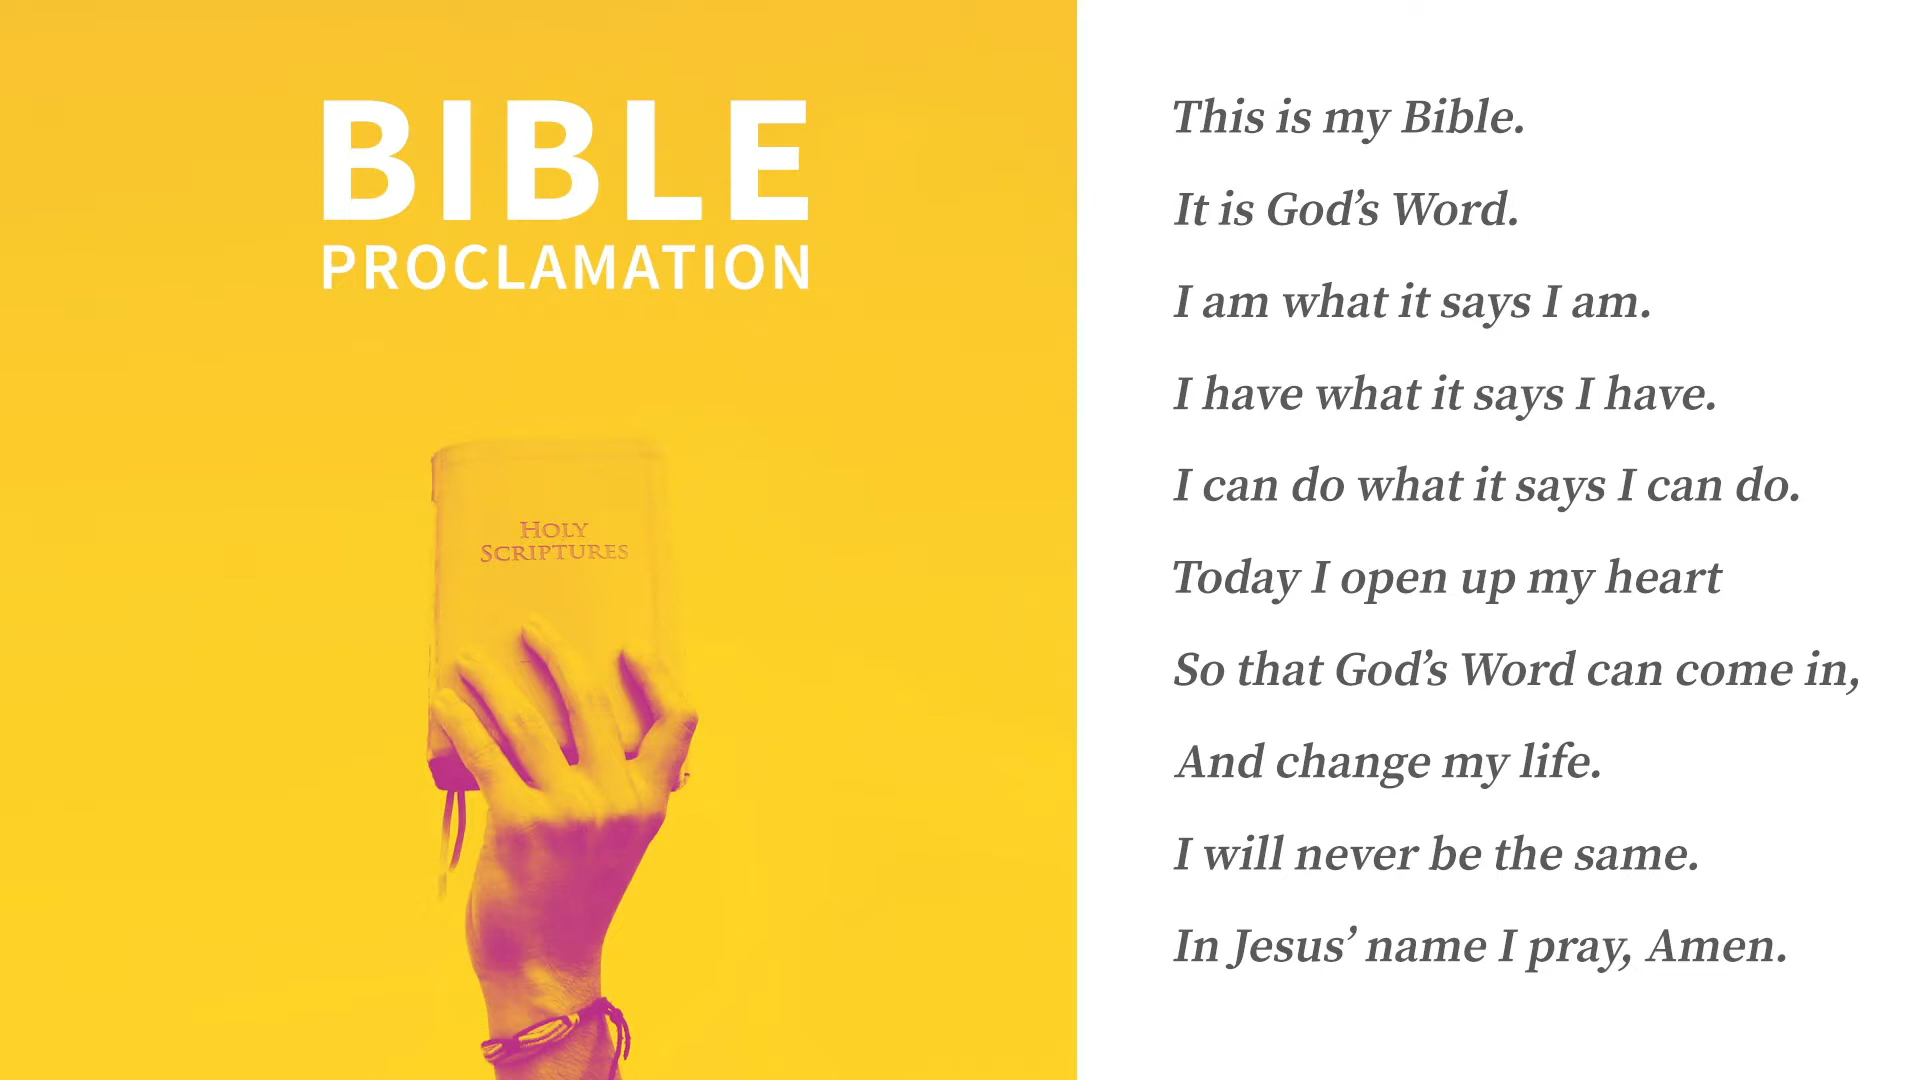 BIBLE
PROCLAMATION
HOLY
SCRIPTURES
This is my Bible.
It is God’s Word.
I am what it says I am.
I have what it says I have.
I can do what it says I can do.
Today I open up my heart
So that God’s Word can come in,
And change my life.
I will never be the same.
In Jesus’ name I pray, Amen.